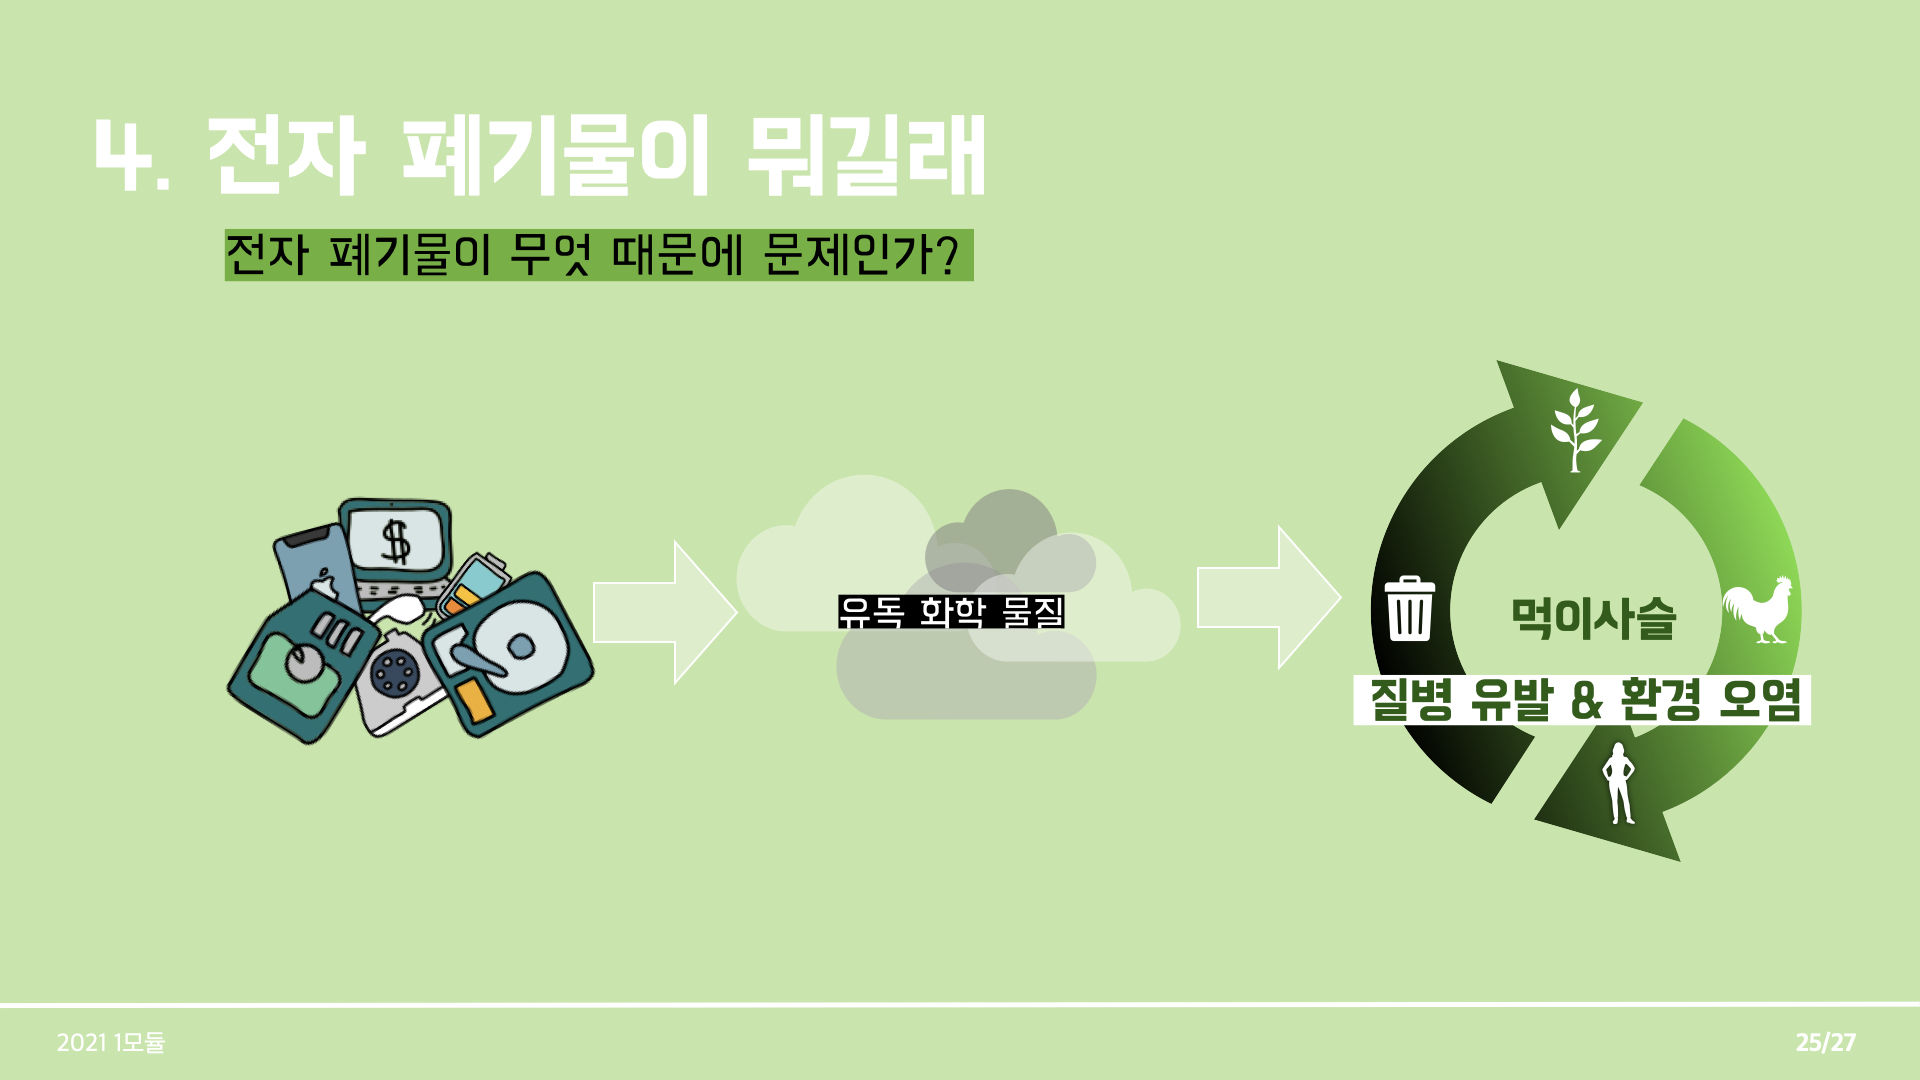 4. 전자 폐기물이 뭐길래
전자 폐기물이 무엇 때문에 문제인가?
$
유독 화학 물질
먹이사슬
질병 유발 & 환경 오염
2021 1모듈
25/27